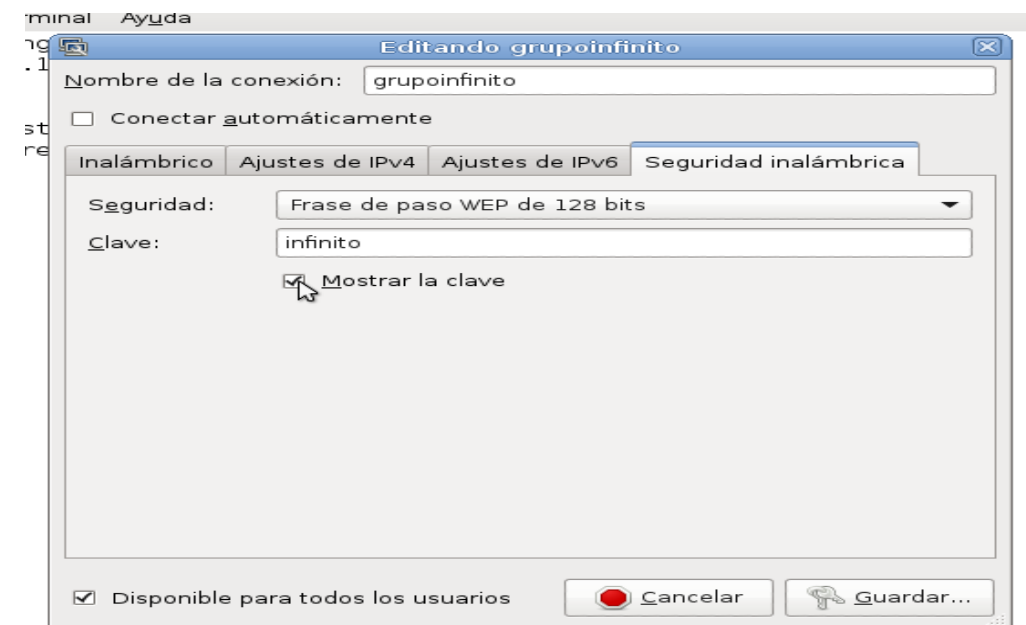 Ayuda
Editando grupoinfinito
Nombre de la conexión: grupoinfinito
Conectar automáticamente
Inalámbrico Ajustes de IPv4 Ajustes de IPv6 Seguridad inalámbrica
Seguridad: Frase de paso WEP de 128 bits
Clave: infinito
Mostrar la clave
Disponible para todos los usuarios Cancelar Guardar...